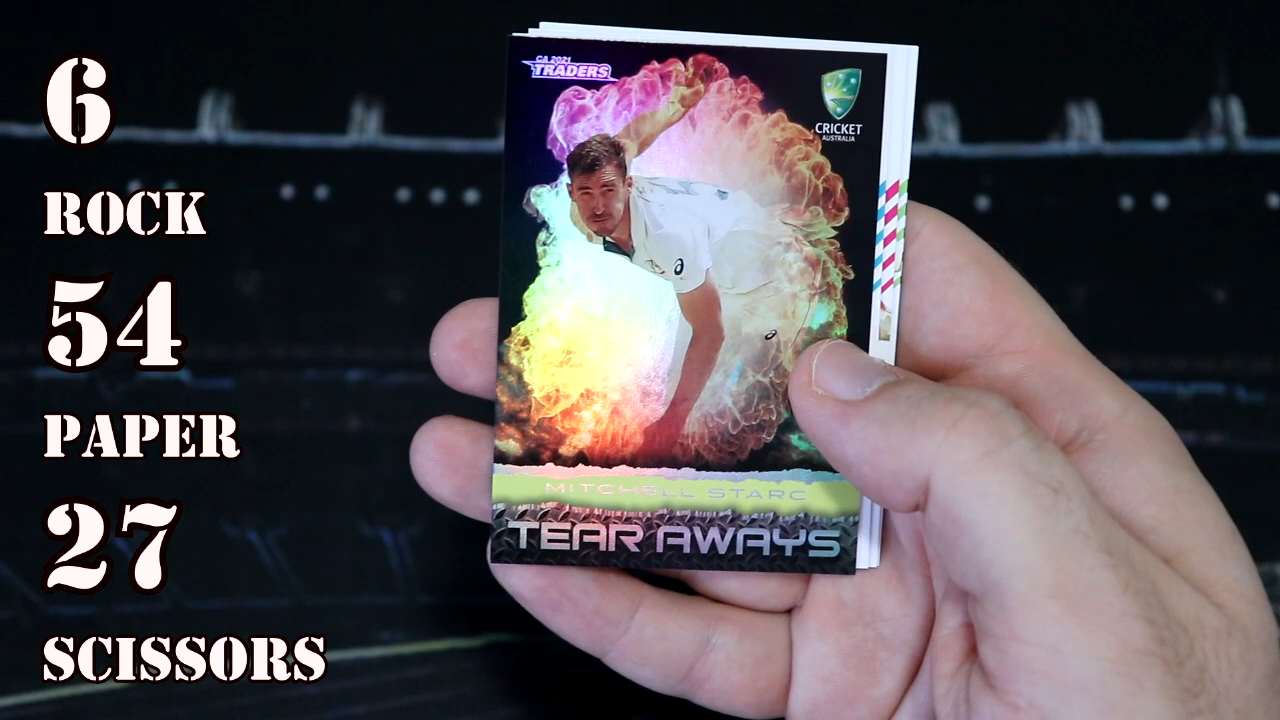 6
ROCK
54
PAPER
27
SCISSORS
CA 2021
TRADERS
CRICKET
AUSTRALIA
MITCHELL STARC
TEAR AWAYS